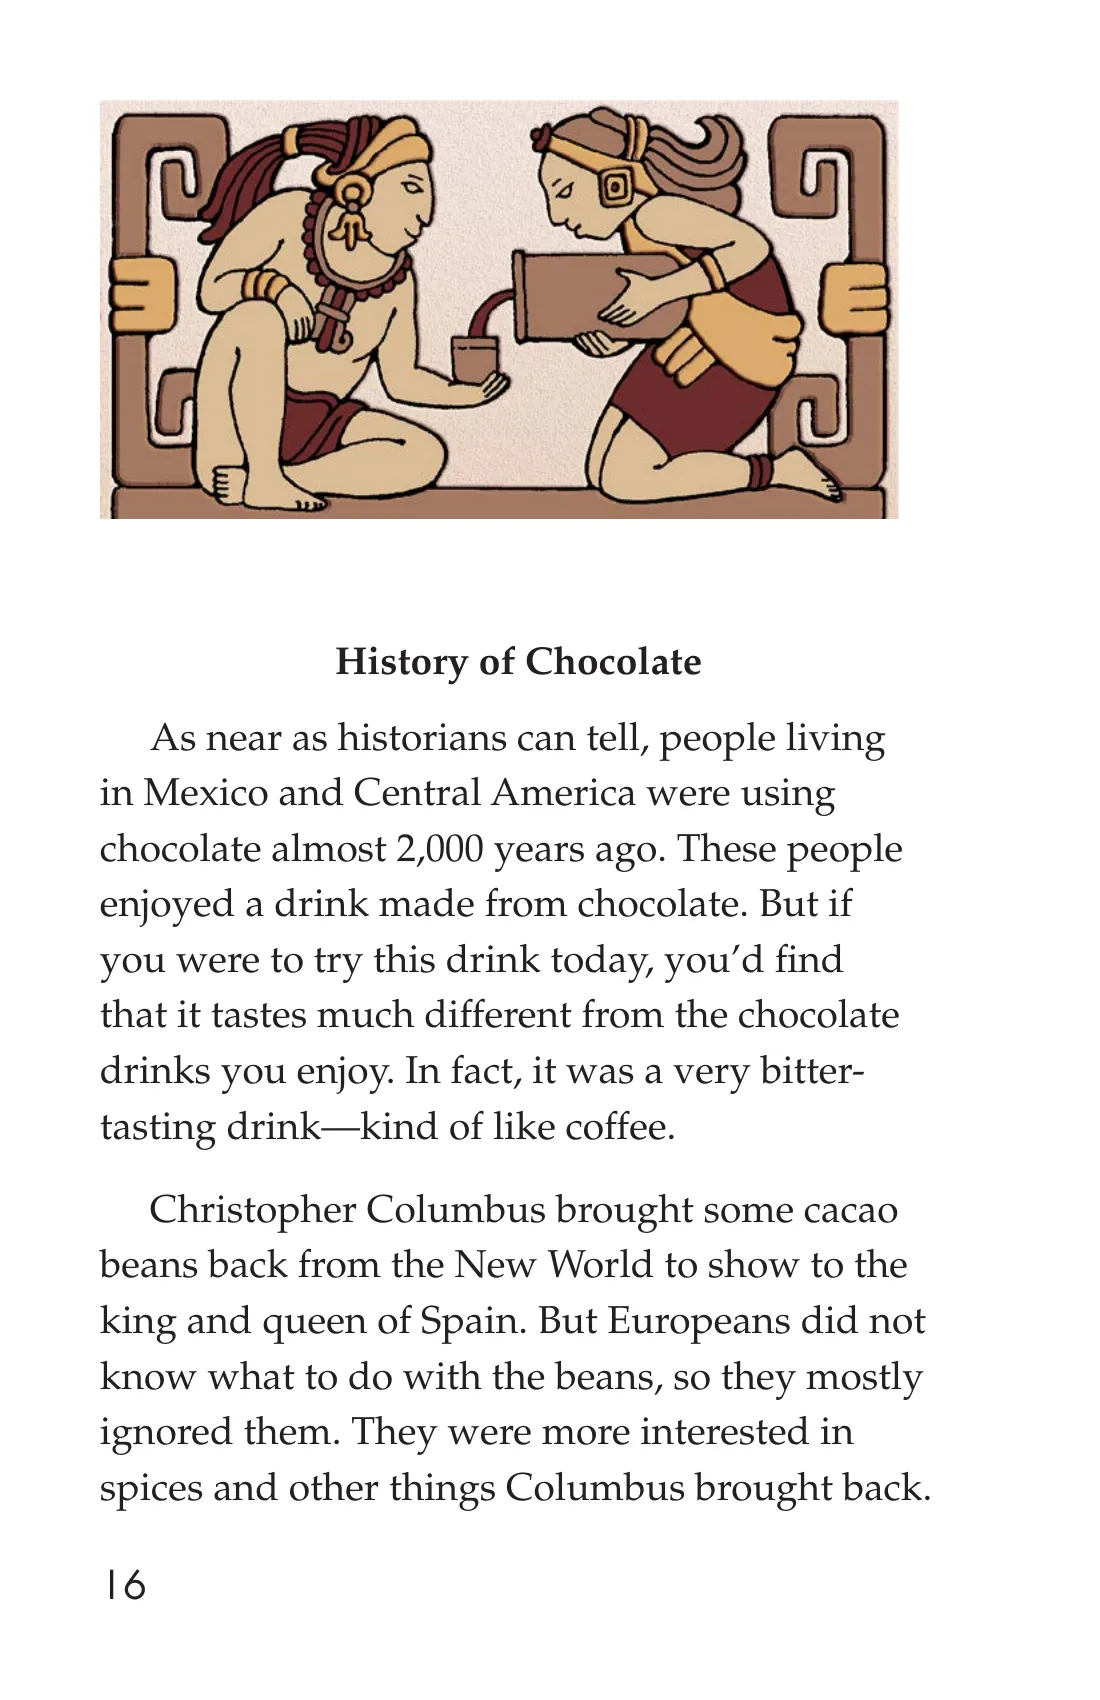 History of Chocolate
As near as historians can tell, people living
in Mexico and Central America were using
chocolate almost 2,000 years ago. These people
enjoyed a drink made from chocolate. But if
you were to try this drink today, you’d find
that it tastes much different from the chocolate
drinks you enjoy. In fact, it was a very bitter-
tasting drink—kind of like coffee.
Christopher Columbus brought some cacao
beans back from the New World to show to the
king and queen of Spain. But Europeans did not
know what to do with the beans, so they mostly
ignored them. They were more interested in
spices and other things Columbus brought back.
16